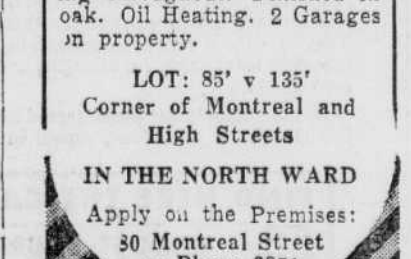 oak. Oil Heating. 2 Garages
on property.
LOT: 85' v 135'
Corner of Montreal and
High Streets
IN THE NORTH WARD
Apply on the Premises:
80 Montreal Street